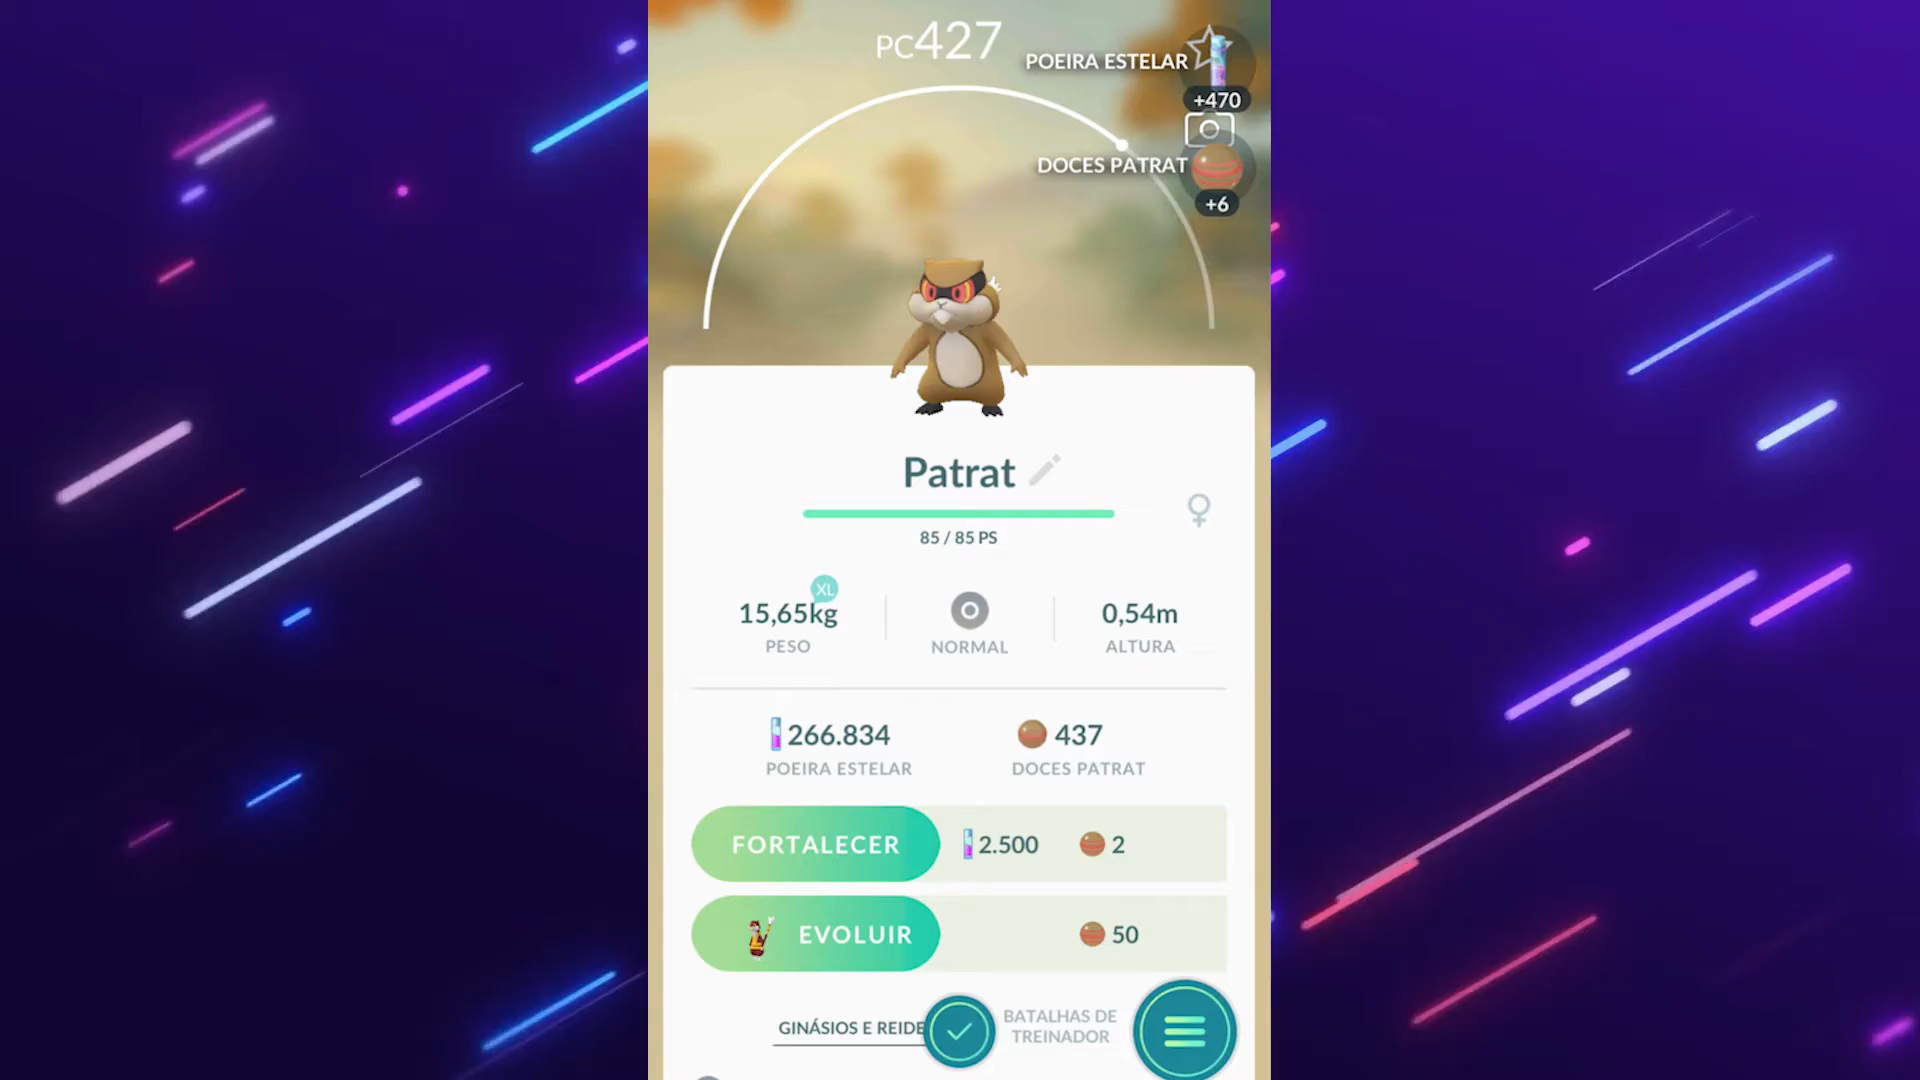 PC427
POEIRA ESTELAR
+470
DOCES PATRAT
+6
Patrat
85 / 85 PS
XL
15,65kg
PESO
NORMAL
0,54m
ALTURA
266.834
POEIRA ESTELAR
437
DOCES PATRAT
FORTALECER
2.500
2
EVOLUIR
50
GINÁSIOS E REIDE
BATALHAS DE
TREINADOR